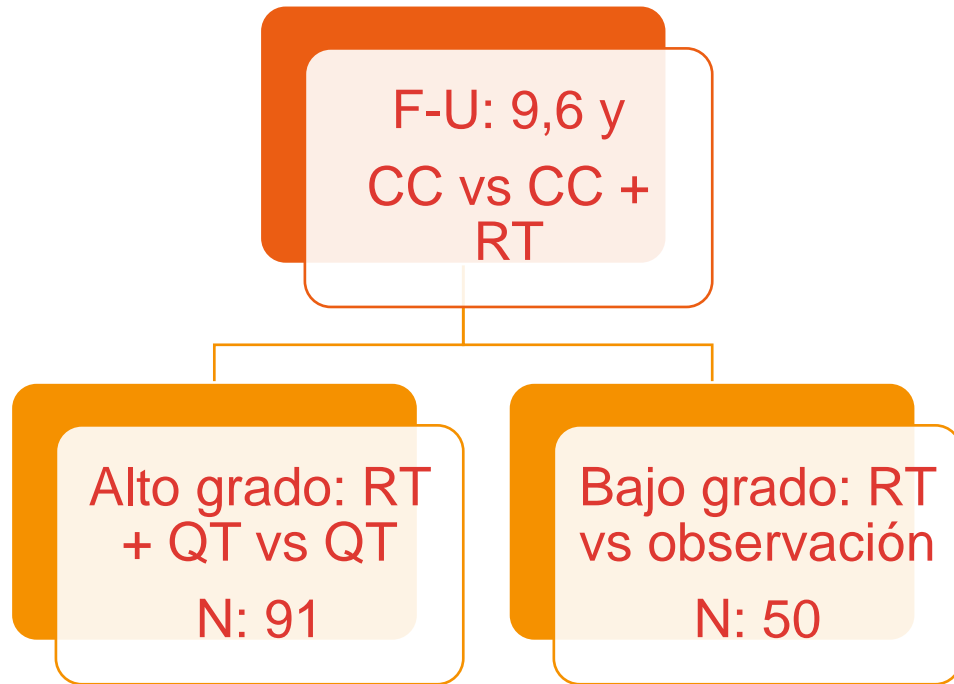 F-U: 9,6 y
CC vs CC +
RT
Alto grado: RT
+ QT vs QT
N: 91
Bajo grado: RT
vs observación
N: 50